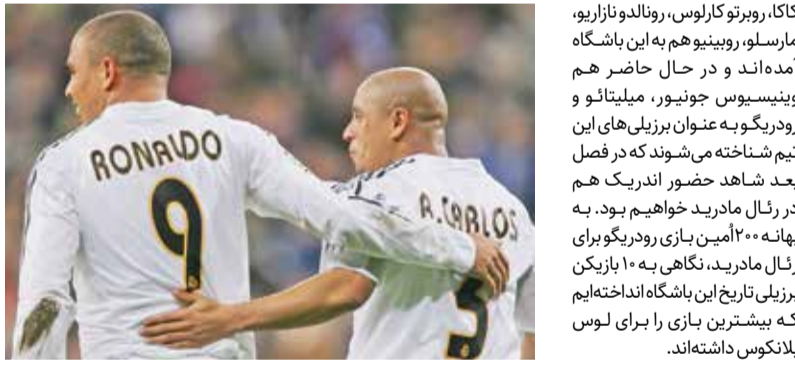 کاکا، روبرتو کارلوس، رونالدو نازاریو،
مارسلو، روبینیو هم به این باشگاه
آمده‌اند و در حال حاضر هم
وینیسیوس جونیور، میلیتائو و
رودریگو به عنوان برزیلی‌های این
تیم شناخته می‌شوند که در فصل
بعد شاهد حضور اندریک هم
در رئال مادرید خواهیم بود. به
بهانه ۲۰۰اُمین بازی رودریگو برای
رئال مادرید، نگاهی به ۱۰ بازیکن
برزیلی تاریخ این باشگاه انداخته‌ایم
که بیشترین بازی را برای لوس
بلانکوس داشته‌اند.
RONALDO
9
R.CARLOS
3